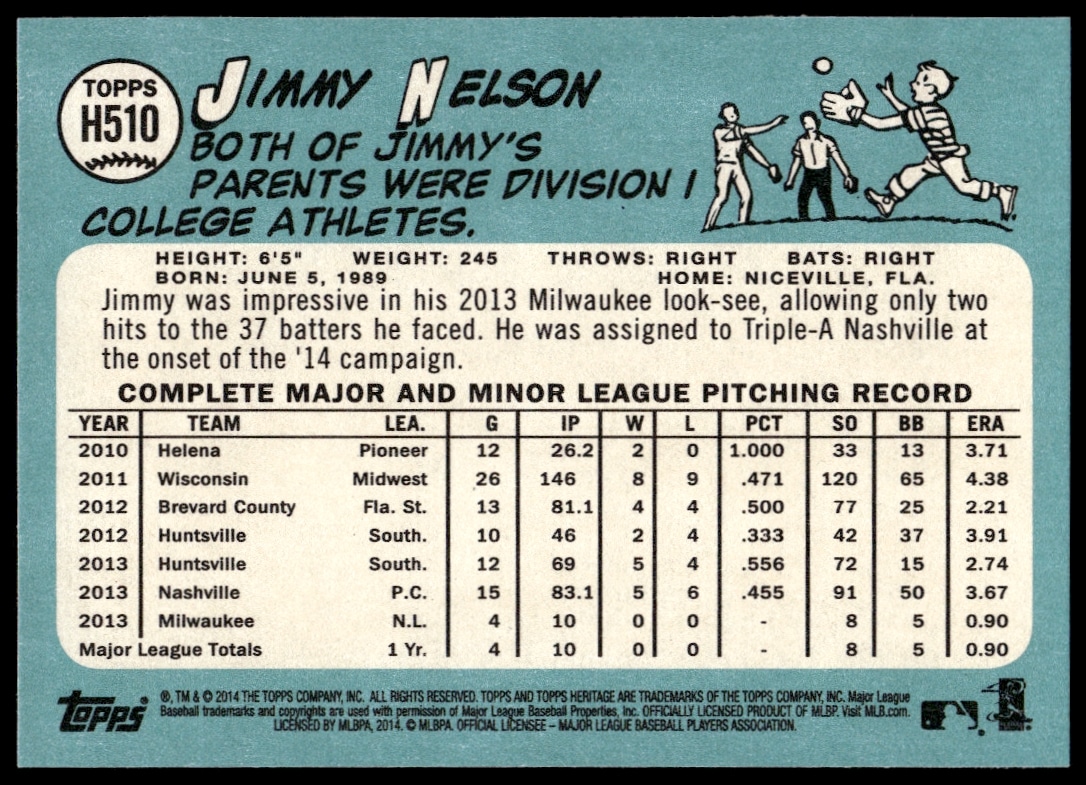 TOPPS
H510
JIMMY NELSON
BOTH OF JIMMY'S
PARENTS WERE DIVISION I
COLLEGE ATHLETES.
HEIGHT: 6'5" WEIGHT: 245 THROWS: RIGHT BATS: RIGHT
BORN: JUNE 5, 1989 HOME: NICEVILLE, FLA.
Jimmy was impressive in his 2013 Milwaukee look-see, allowing only two
hits to the 37 batters he faced. He was assigned to Triple-A Nashville at
the onset of the '14 campaign.
COMPLETE MAJOR AND MINOR LEAGUE PITCHING RECORD
YEAR TEAM LEA. G IP W L PCT SO BB ERA
2010 Helena Pioneer 12 26.2 2 0 1.000 33 13 3.71
2011 Wisconsin Midwest 26 146 8 9 .471 120 65 4.38
2012 Brevard County Fla. St. 13 81.1 4 4 .500 77 25 2.21
2012 Huntsville South. 10 46 2 4 .333 42 37 3.91
2013 Huntsville South. 12 69 5 4 .556 72 15 2.74
2013 Nashville P.C. 15 83.1 5 6 .455 91 50 3.67
2013 Milwaukee N.L. 4 10 0 0 - 8 5 0.90
Major League Totals 1 Yr. 4 10 0 0 - 8 5 0.90
TOPPS
®, TM & © 2014 THE TOPPS COMPANY, INC. ALL RIGHTS RESERVED. TOPPS AND TOPPS HERITAGE ARE TRADEMARKS OF THE TOPPS COMPANY, INC. Major League
Baseball trademarks and copyrights are used with permission of Major League Baseball Properties, Inc. OFFICIALLY LICENSED PRODUCT OF MLBP. Visit MLB.com.
LICENSED BY MLBPA, 2014. © MLBPA. OFFICIAL LICENSEE – MAJOR LEAGUE BASEBALL PLAYERS ASSOCIATION.